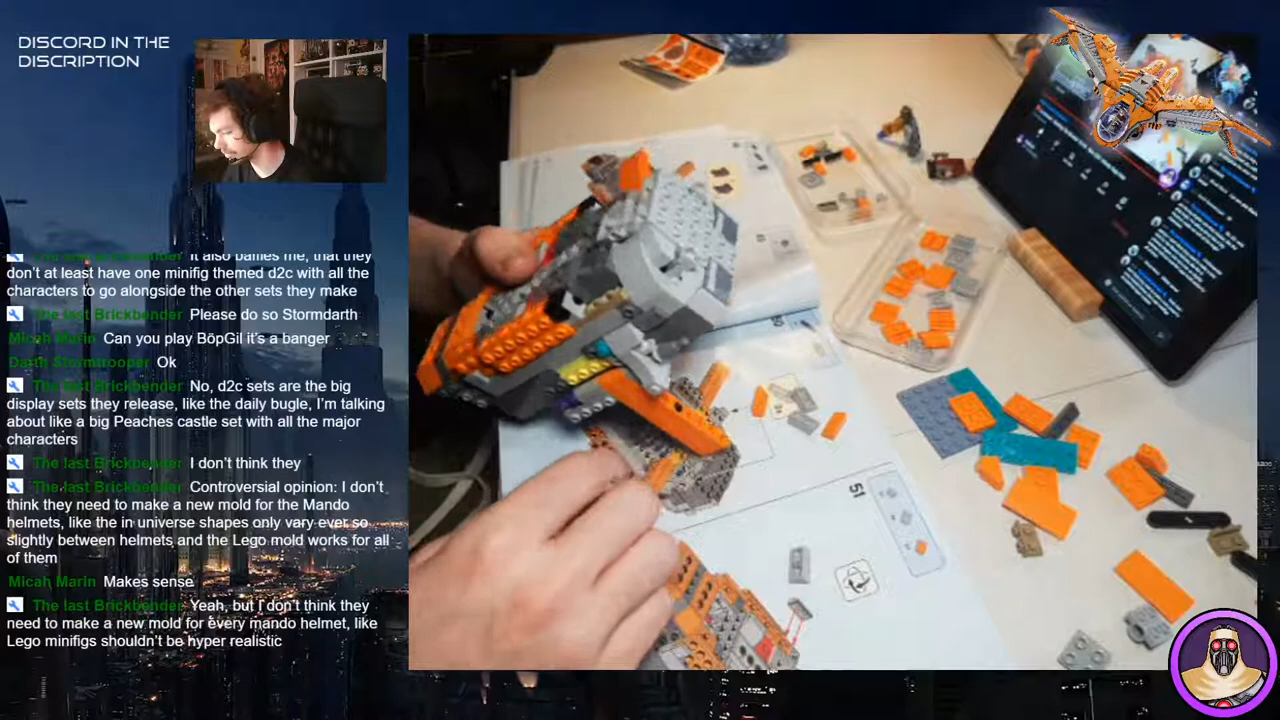 DISCORD IN THE
DISCRIPTION
It also baffles me, that they
don't at least have one minifig themed d2c with all the
characters to go alongside the other sets they make
The last Brickbender Please do so Stormdarth
Micah Marin Can you play BöpGil it's a banger
Darth Stormtrooper Ok
The last Brickbender No, d2c sets are the big
display sets they release, like the daily bugle, I'm talking
about like a big Peaches castle set with all the major
characters
The last Brickbender I don't think they
The last Brickbender Controversial opinion: I don't
think they need to make a new mold for the Mando
helmets, like the in universe shapes only vary ever so
slightly between helmets and the Lego mold works for all
of them
Micah Marin Makes sense
The last Brickbender Yeah, but I don't think they
need to make a new mold for every mando helmet, like
Lego minifigs shouldn't be hyper realistic
51